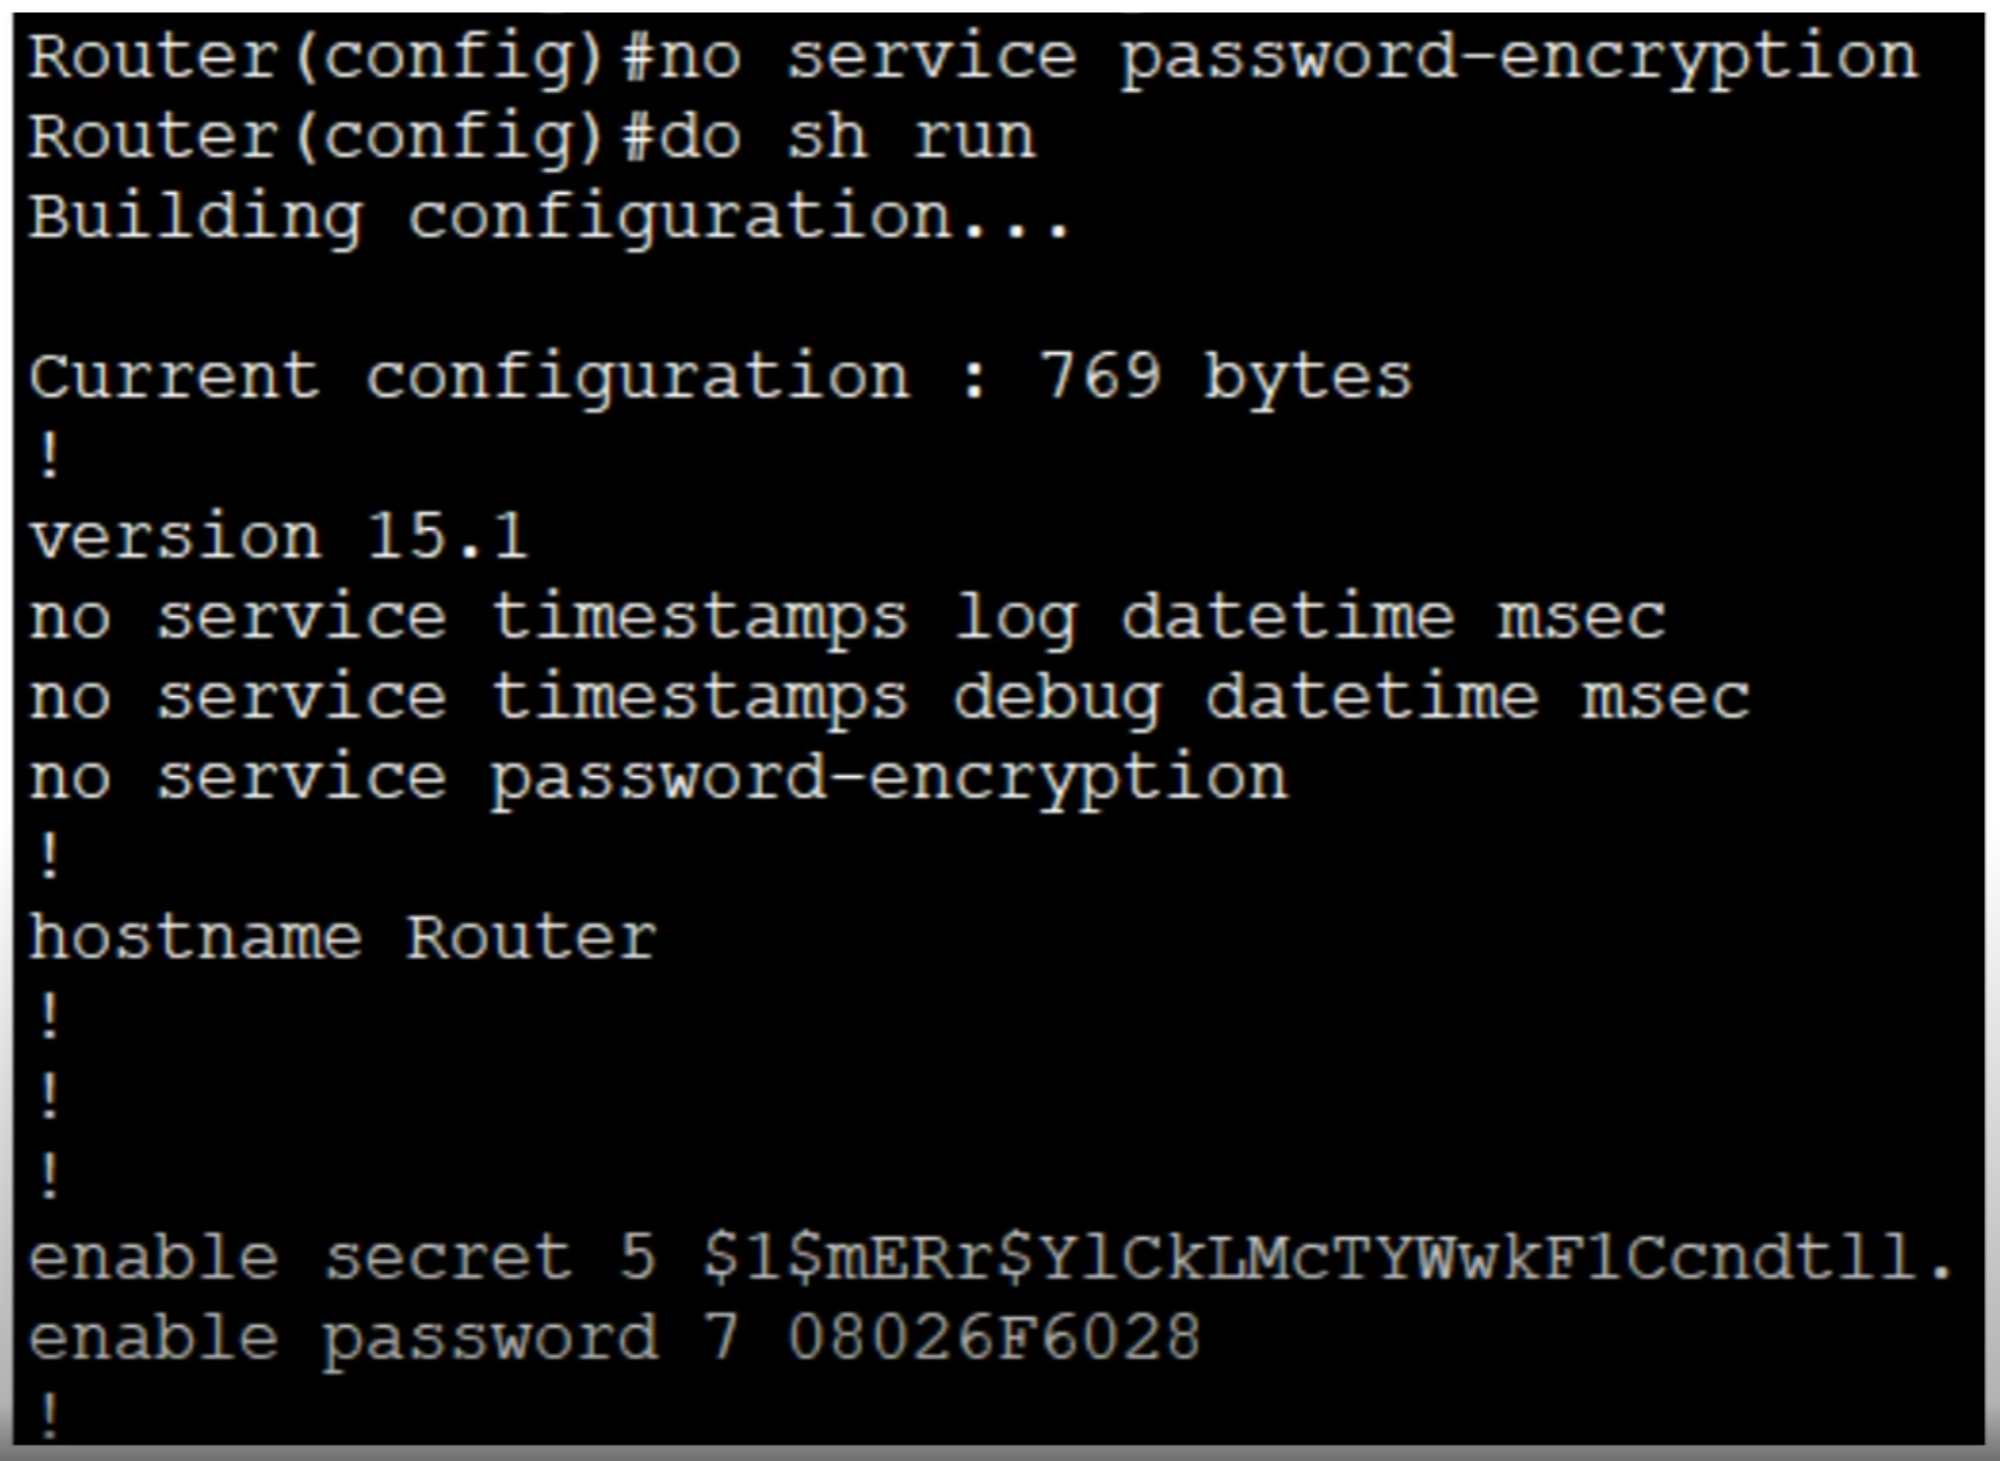 Router(config)#no service password-encryption
Router(config)#do sh run
Building configuration...
Current configuration : 769 bytes
!
version 15.1
no service timestamps log datetime msec
no service timestamps debug datetime msec
no service password-encryption
!
hostname Router
!
!
!
enable secret 5 $1$mERr$YlCkLMcTYWwkF1Ccndtll.
enable password 7 08026F6028
!